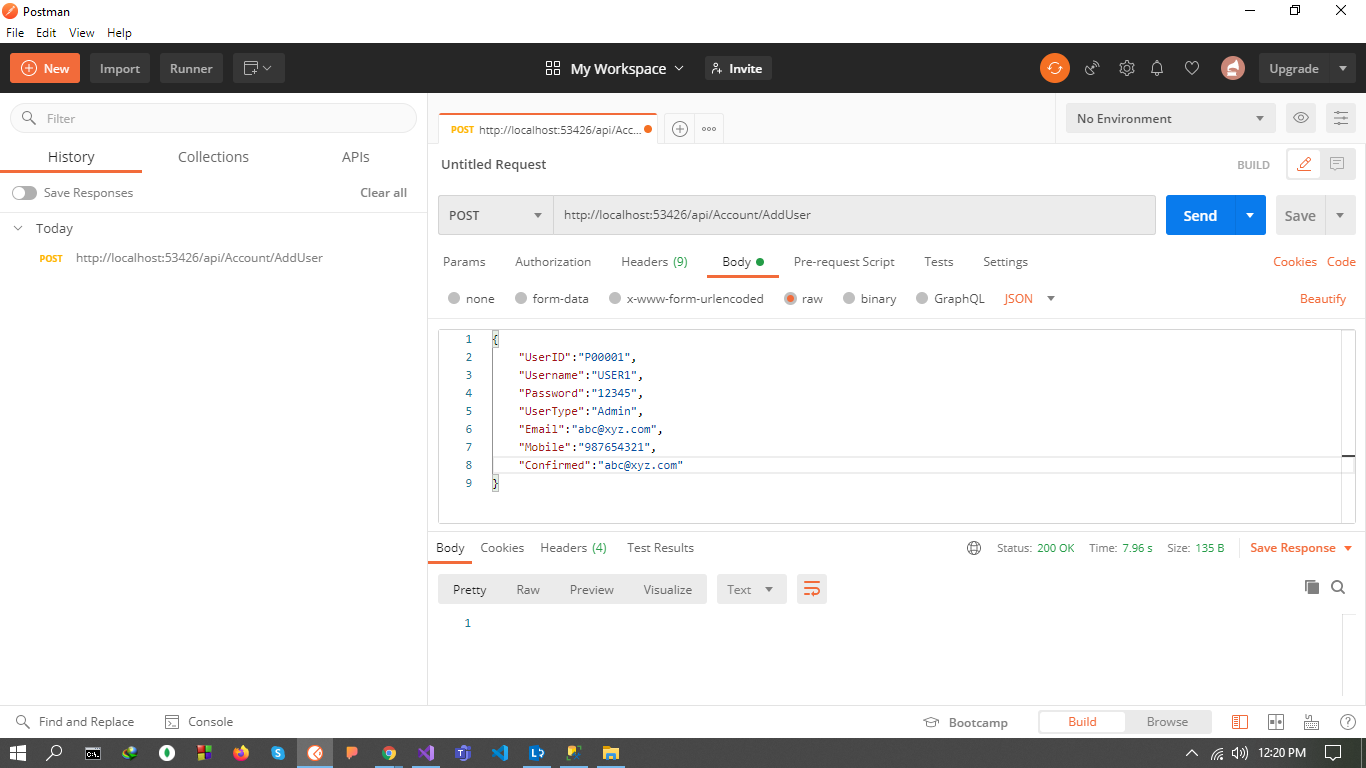 Postman
File Edit View Help
New Import Runner My Workspace Invite Upgrade
Filter
History Collections APIs
Save Responses Clear all
Today
POST http://localhost:53426/api/Account/AddUser
POST http://localhost:53426/api/Acc...
No Environment
Untitled Request BUILD
POST http://localhost:53426/api/Account/AddUser Send Save
Params Authorization Headers (9) Body Pre-request Script Tests Settings Cookies Code
none form-data x-www-form-urlencoded raw binary GraphQL JSON Beautify
1 {
2 "UserID":"P00001",
3 "Username":"USER1",
4 "Password":"12345",
5 "UserType":"Admin",
6 "Email":"abc@xyz.com",
7 "Mobile":"987654321",
8 "Confirmed":"abc@xyz.com"
9 }
Body Cookies Headers (4) Test Results Status: 200 OK Time: 7.96 s Size: 135 B Save Response
Pretty Raw Preview Visualize Text
1
Find and Replace Console Bootcamp Build Browse
12:20 PM